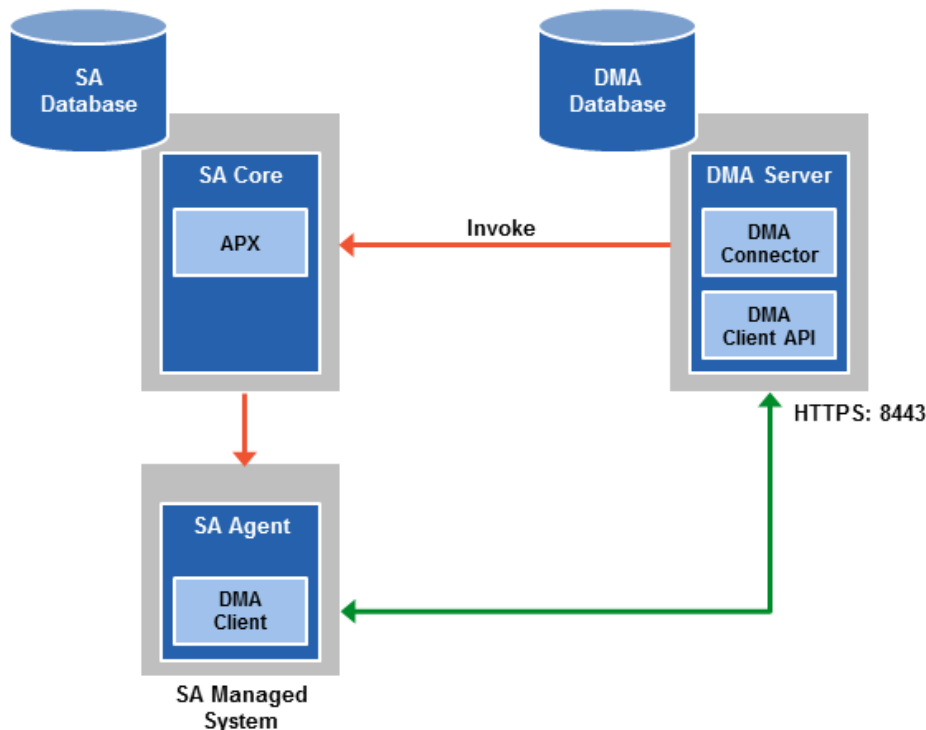 SA
Database
DMA
Database
SA Core
APX
Invoke
DMA Server
DMA
Connector
DMA
Client API
HTTPS: 8443
SA Agent
DMA
Client
SA Managed
System